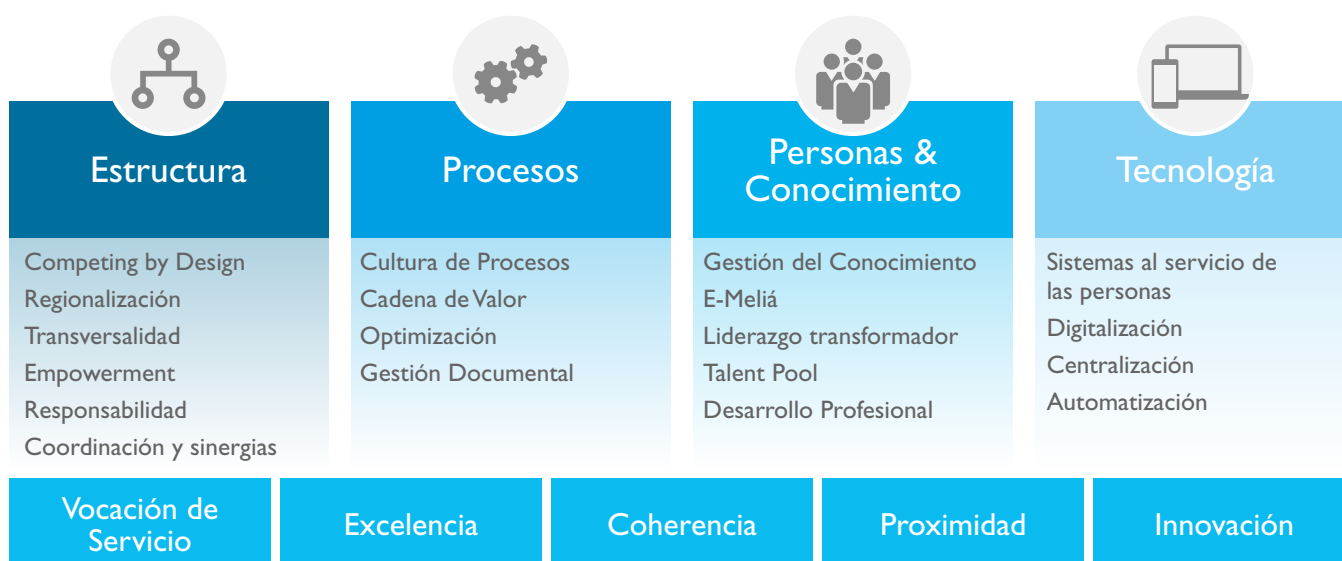 Estructura
Competing by Design
Regionalización
Transversalidad
Empowerment
Responsabilidad
Coordinación y sinergias
Procesos
Cultura de Procesos
Cadena de Valor
Optimización
Gestión Documental
Personas &
Conocimiento
Gestión del Conocimiento
E-Meliá
Liderazgo transformador
Talent Pool
Desarrollo Profesional
Tecnología
Sistemas al servicio de
las personas
Digitalización
Centralización
Automatización
Vocación de
Servicio
Excelencia
Coherencia
Proximidad
Innovación